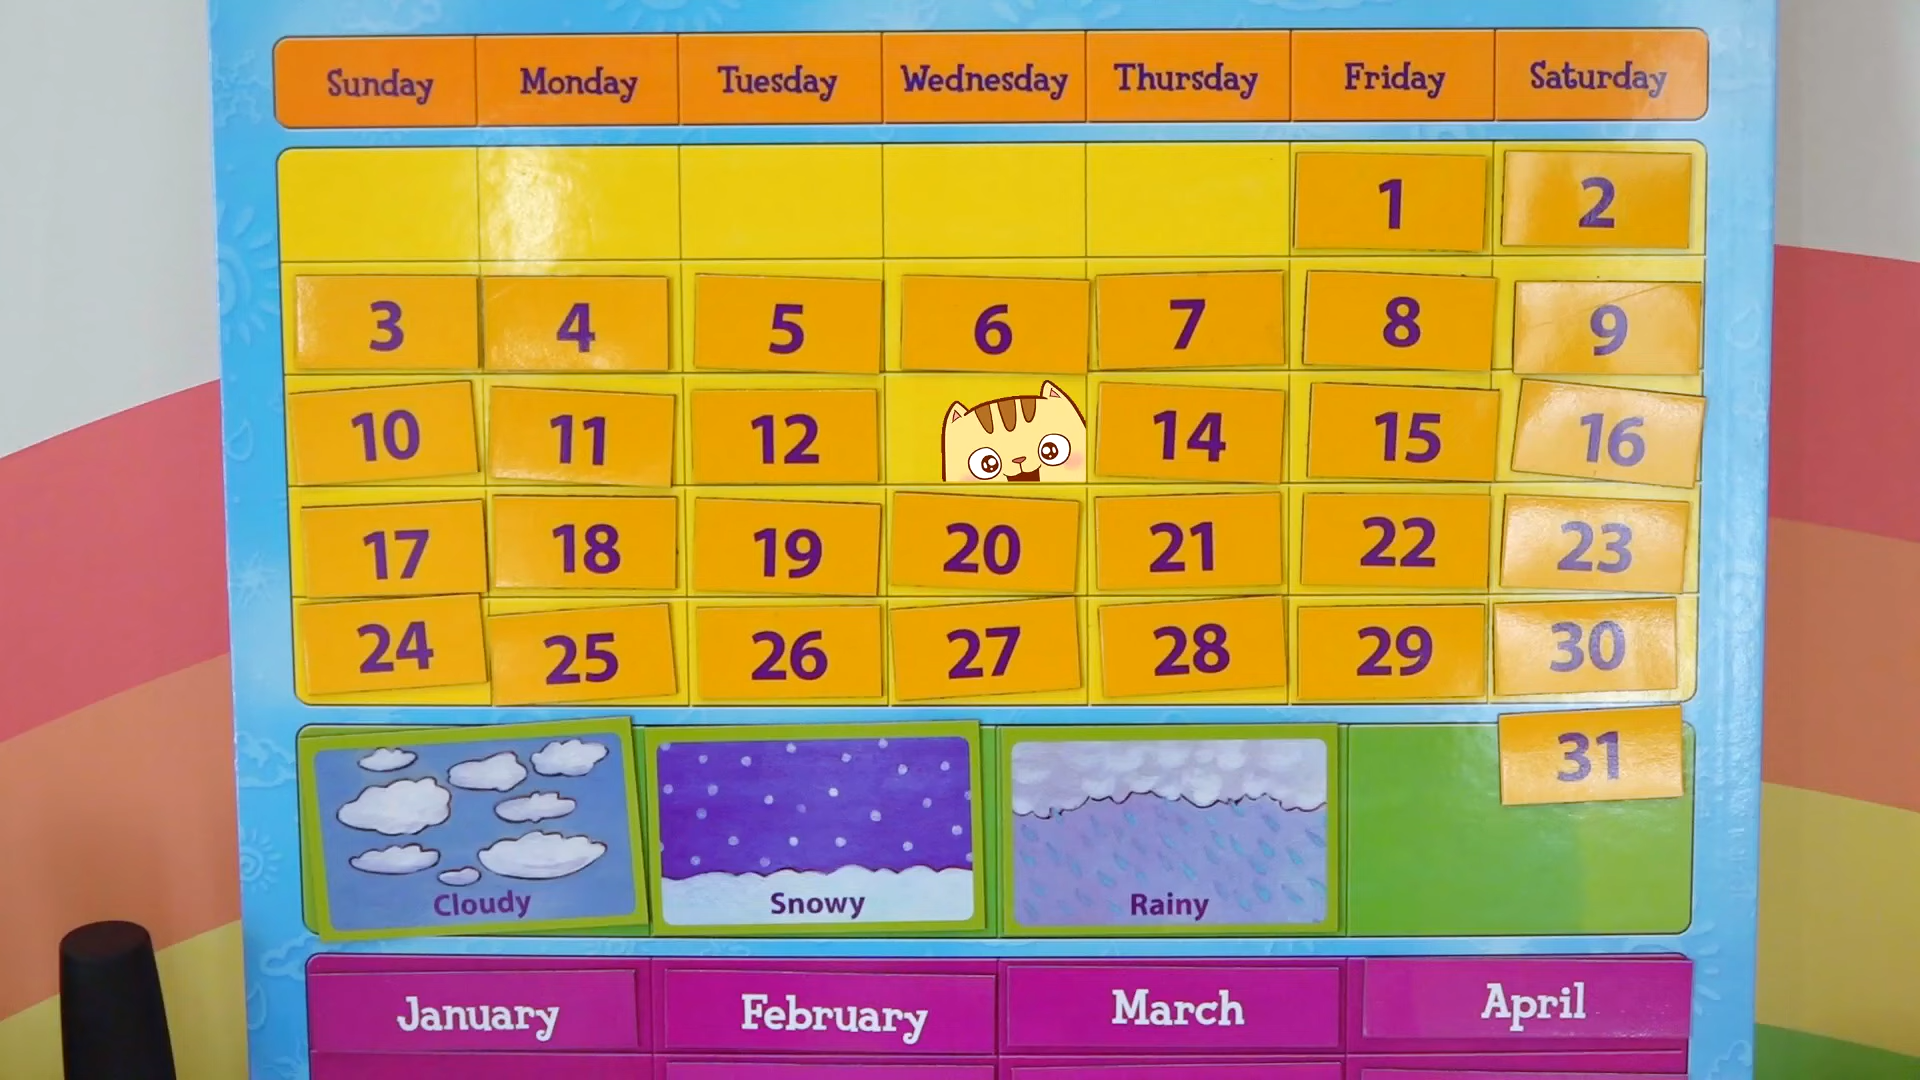 Sunday Monday Tuesday Wednesday Thursday Friday Saturday
1 2
3 4 5 6 7 8 9
10 11 12 14 15 16
17 18 19 20 21 22 23
24 25 26 27 28 29 30
31
Cloudy Snowy Rainy
January February March April